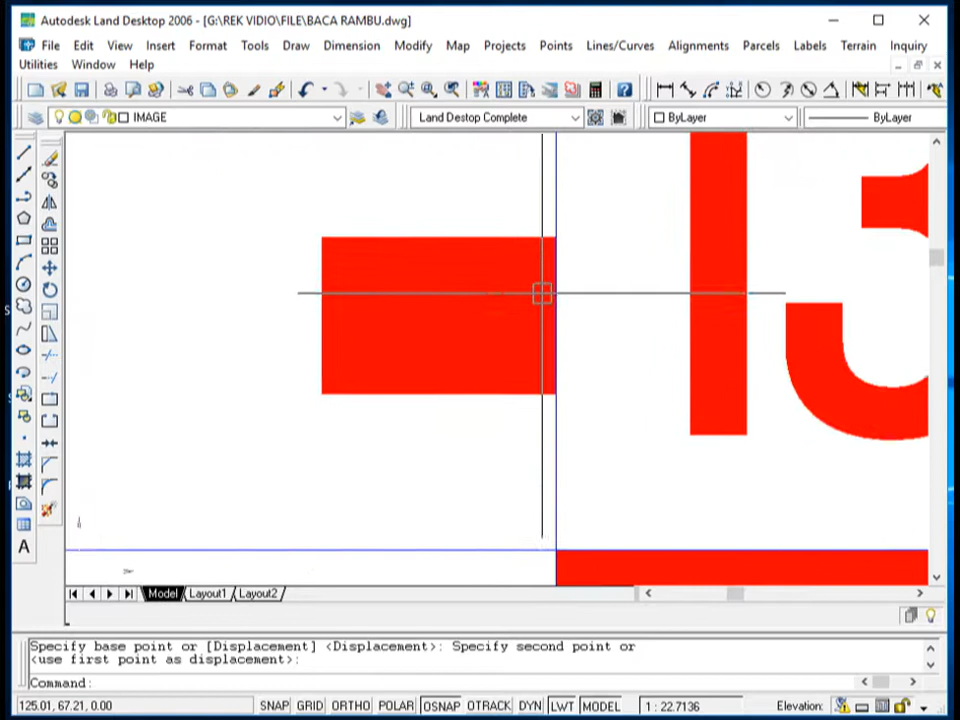 Autodesk Land Desktop 2006 - [G:\REK VIDIO\FILE\BACA RAMBU.dwg]
File Edit View Insert Format Tools Draw Dimension Modify Map Projects Points Lines/Curves Alignments Parcels Labels Terrain Inquiry
Utilities Window Help
IMAGE Land Destop Complete ByLayer ByLayer
13
A
Model Layout1 Layout2
Specify base point or [Displacement] <Displacement>: Specify second point or
<use first point as displacement>:
Command:
125.01, 67.21, 0.00 SNAP GRID ORTHO POLAR OSNAP OTRACK DYN LWT MODEL 1 : 22.7136 Elevation: